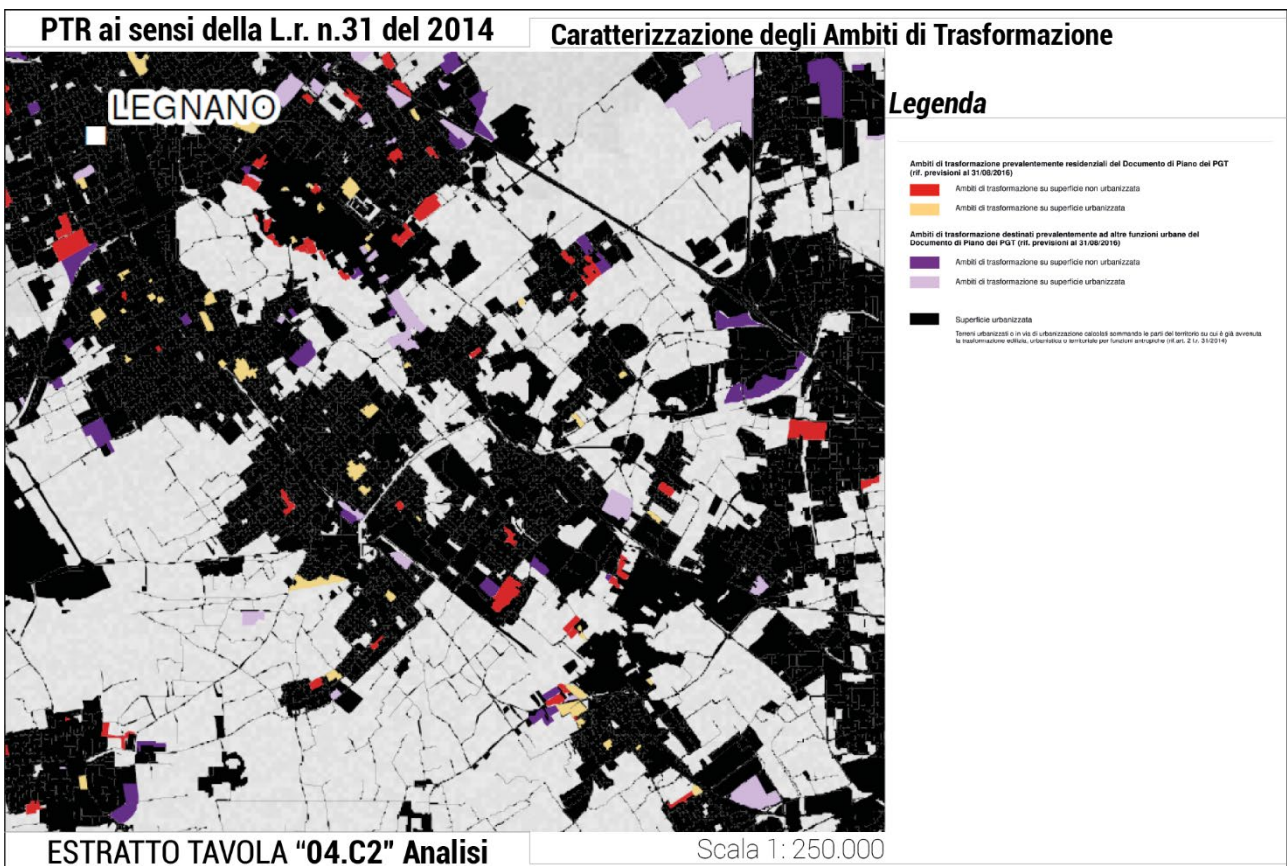 PTR ai sensi della L.r. n.31 del 2014
Caratterizzazione degli Ambiti di Trasformazione
LEGNANO
Legenda
Ambiti di trasformazione prevalentemente residenziali del Documento di Piano dei PGT
(rif. previsioni al 31/08/2016)
Ambiti di trasformazione su superficie non urbanizzata
Ambiti di trasformazione su superficie urbanizzata
Ambiti di trasformazione destinati prevalentemente ad altre funzioni urbane del
Documento di Piano dei PGT (rif. previsioni al 31/08/2016)
Ambiti di trasformazione su superficie non urbanizzata
Ambiti di trasformazione su superficie urbanizzata
Superficie urbanizzata
Terreni urbanizzati o in via di urbanizzazione calcolati sommando le parti del territorio su cui è già avvenuta
la trasformazione edilizia, urbanistica o territoriale per funzioni antropiche (rif.art. 2 l.r. 31/2014)
ESTRATTO TAVOLA "04.C2" Analisi
Scala 1: 250.000